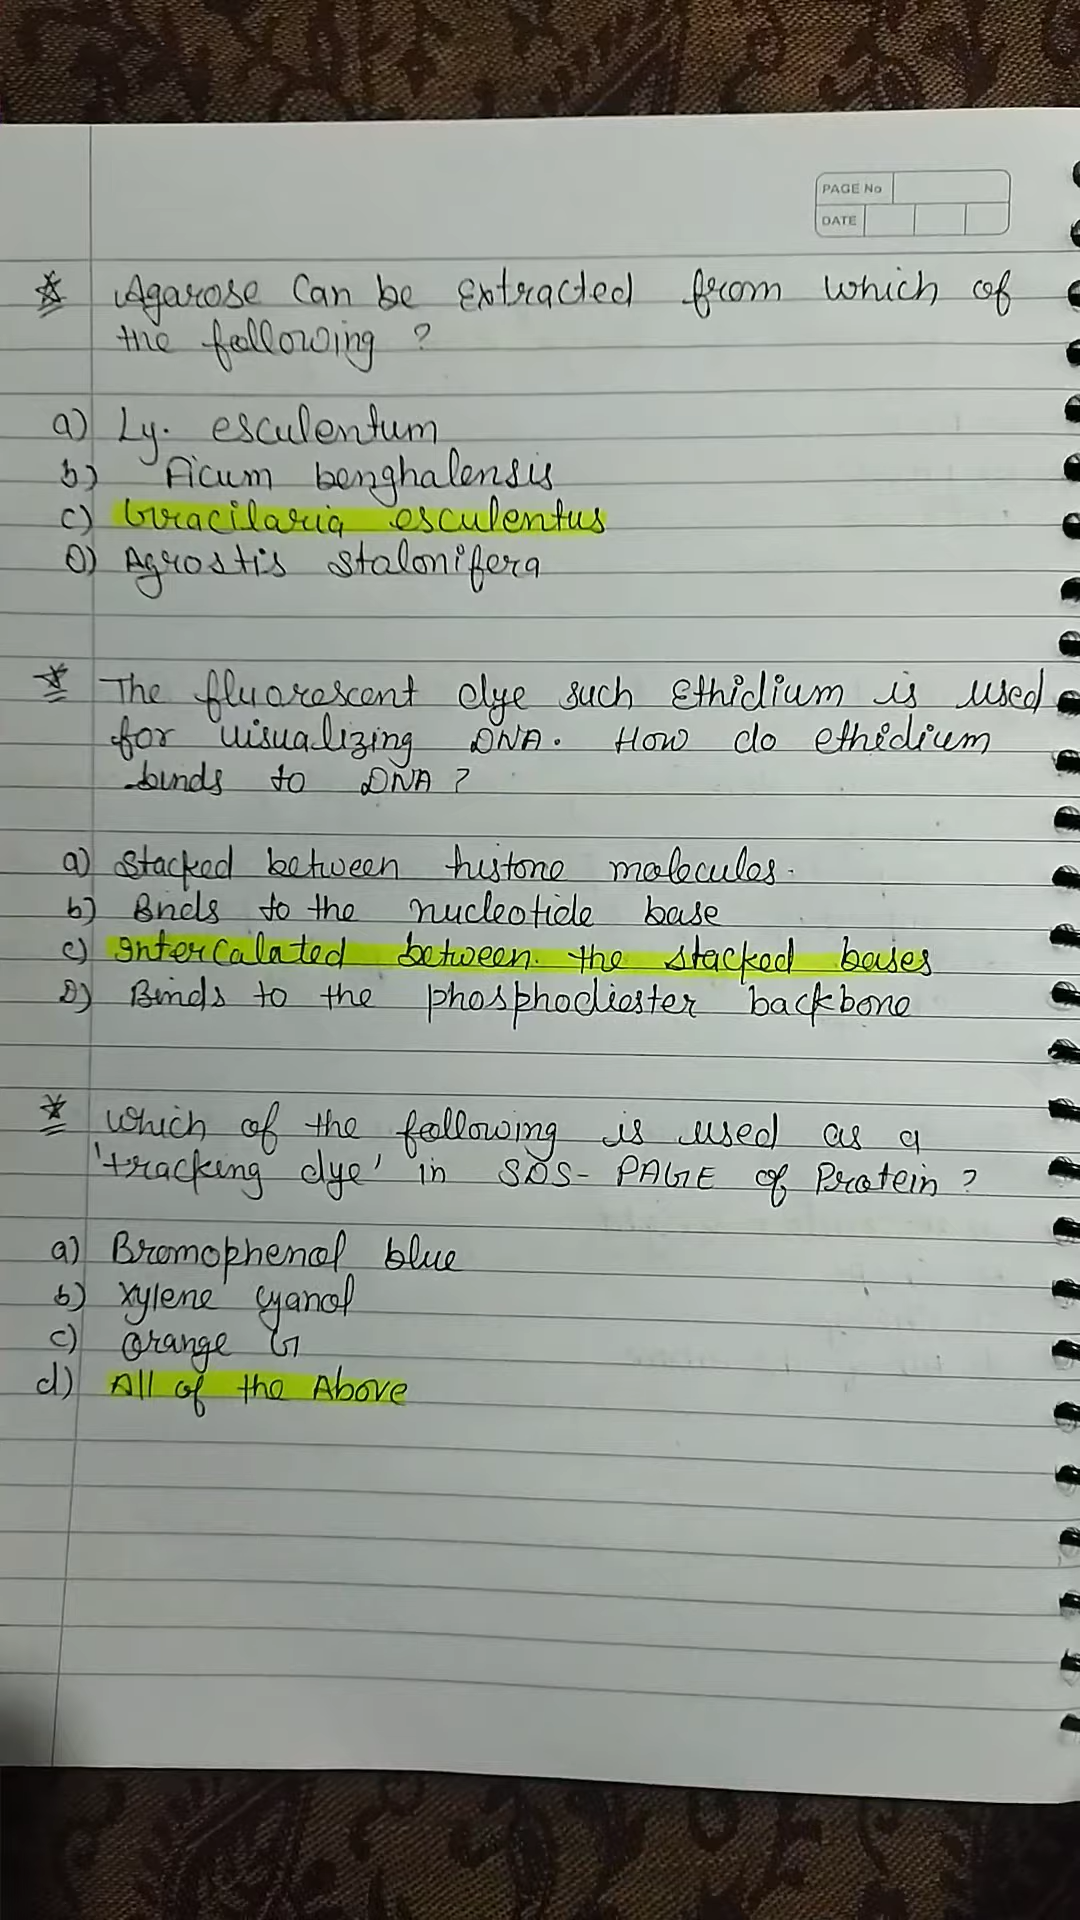 PAGE No
DATE
Agarose Can be Extracted from which of
the following ?
a) Ly. esculentum
b) Ficum benghalensis
c) Gracilaria esculentus
D) Agrostis stalonifera
The fluorescent dye such Ethidium is used
for visualizing DNA. How do ethidium
binds to DNA ?
a) Stacked between histone molecules.
b) Bnds to the nucleotide base
c) Intercalated between the stacked bases
D) Binds to the phosphodiester backbone
which of the following is used as a
'tracking dye' in SDS-PAGE of Protein ?
a) Bromophenol blue
b) Xylene cyanol
c) Orange G
d) All of the Above